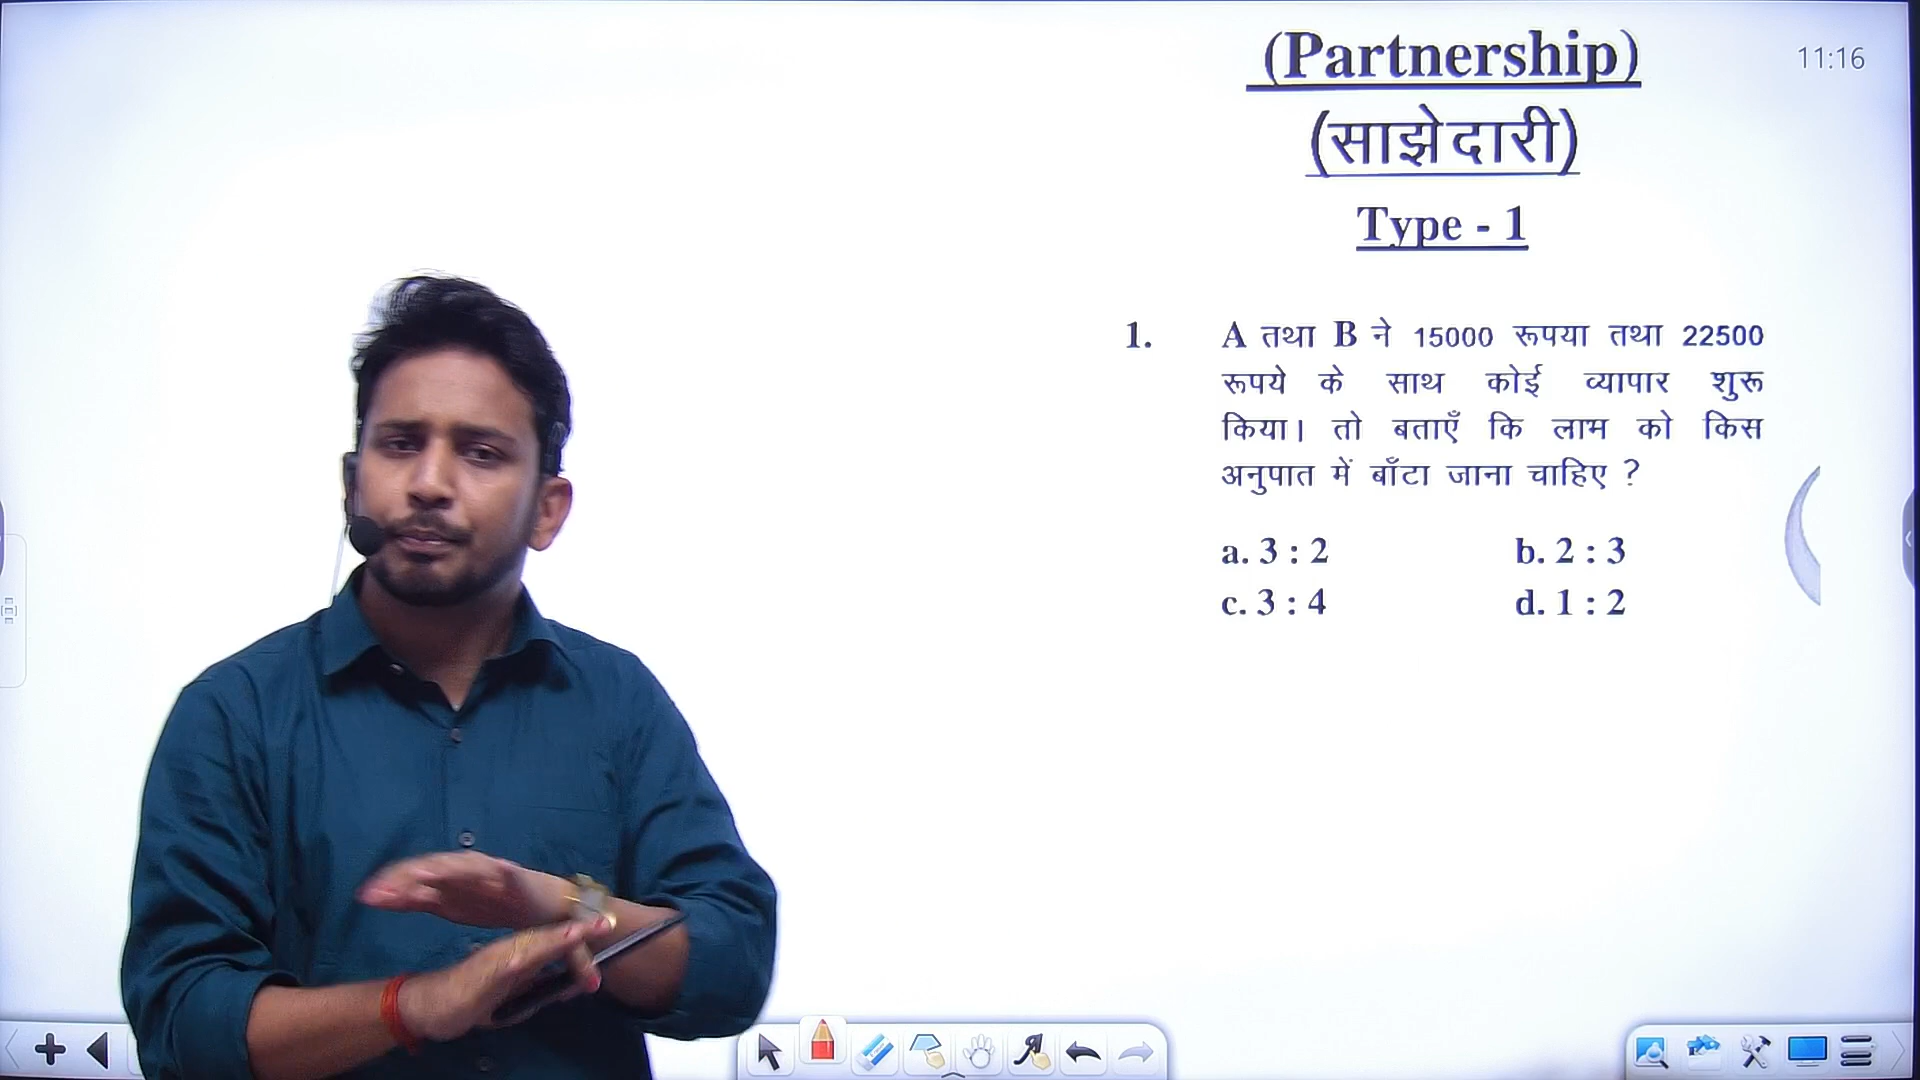 (Partnership)
11:16
(साझेदारी)
Type - 1
1. A तथा B ने 15000 रूपया तथा 22500
रूपये के साथ कोई व्यापार शुरू
किया। तो बताएँ कि लाभ को किस
अनुपात में बाँटा जाना चाहिए ?
a. 3 : 2 b. 2 : 3
c. 3 : 4 d. 1 : 2